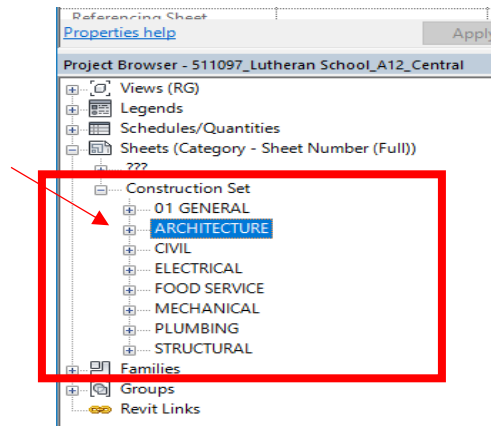 Referencing Sheet
Properties help
Apply
Project Browser - 511097_Lutheran School_A12_Central
Views (RG)
Legends
Schedules/Quantities
Sheets (Category - Sheet Number (Full))
???
Construction Set
01 GENERAL
ARCHITECTURE
CIVIL
ELECTRICAL
FOOD SERVICE
MECHANICAL
PLUMBING
STRUCTURAL
Families
Groups
Revit Links